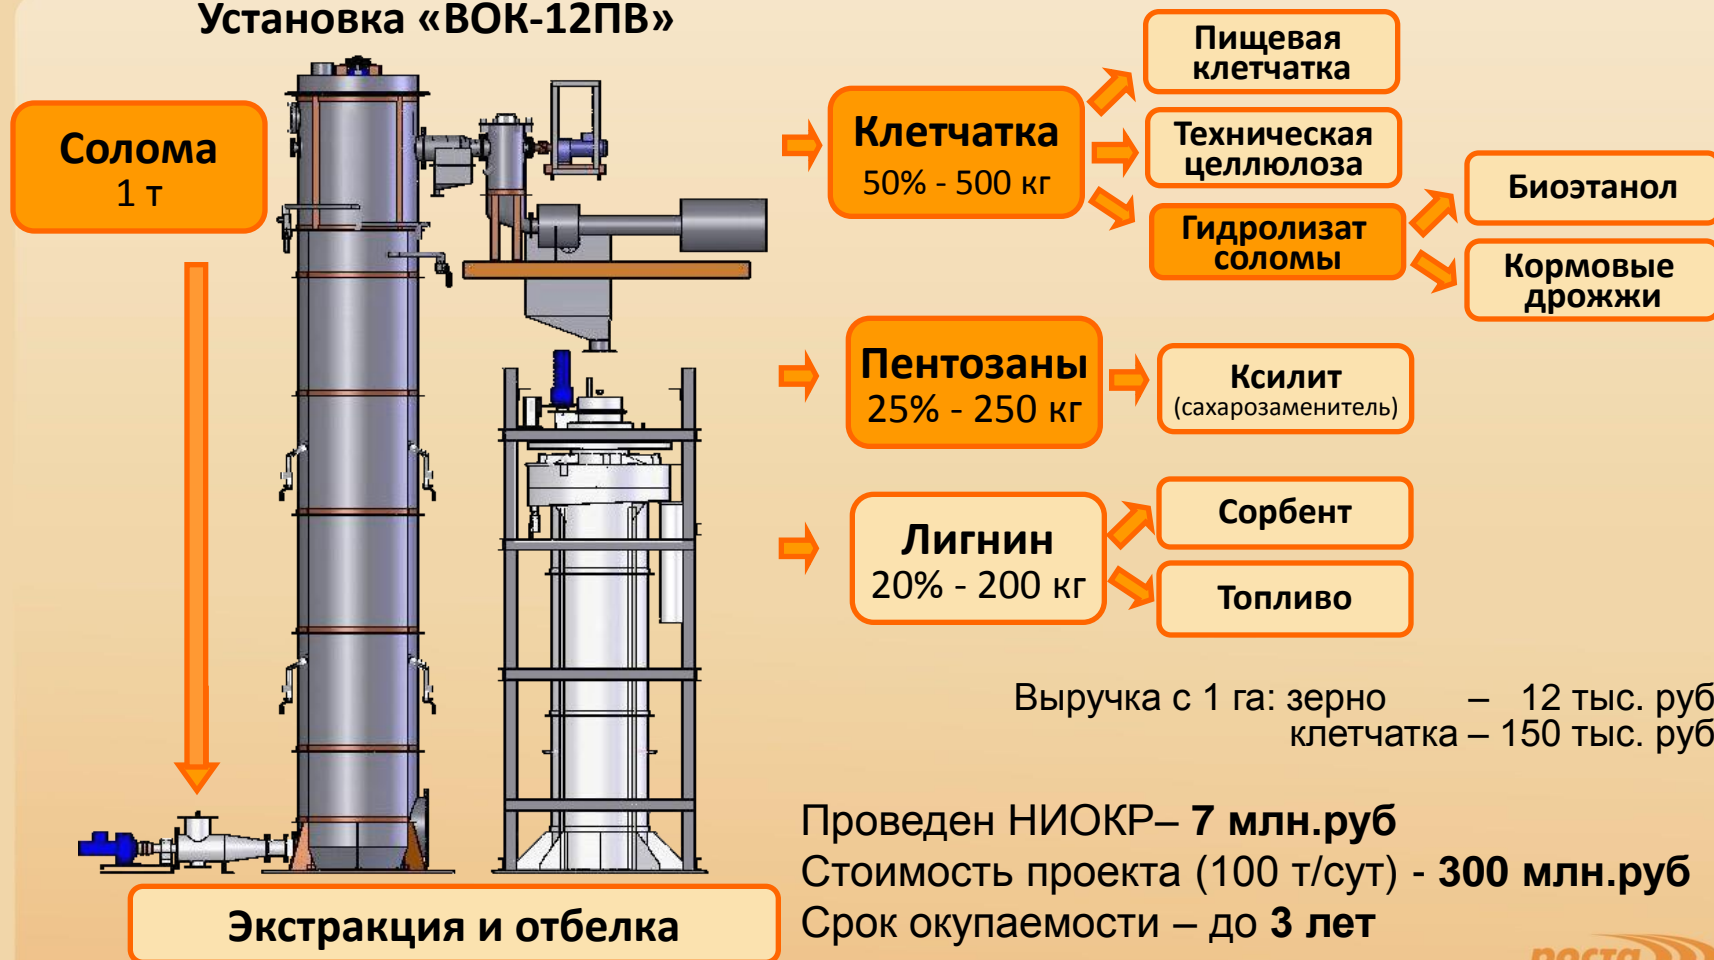 Установка «ВОК-12ПВ»
Солома
1 т
Экстракция и отбелка
Клетчатка
50% - 500 кг
Пищевая
клетчатка
Техническая
целлюлоза
Гидролизат
соломы
Биоэтанол
Кормовые
дрожжи
Пентозаны
25% - 250 кг
Ксилит
(сахарозаменитель)
Лигнин
20% - 200 кг
Сорбент
Топливо
Выручка с 1 га: зерно – 12 тыс. руб
клетчатка – 150 тыс. руб
Проведен НИОКР– 7 млн.руб
Стоимость проекта (100 т/сут) - 300 млн.руб
Срок окупаемости – до 3 лет
роста